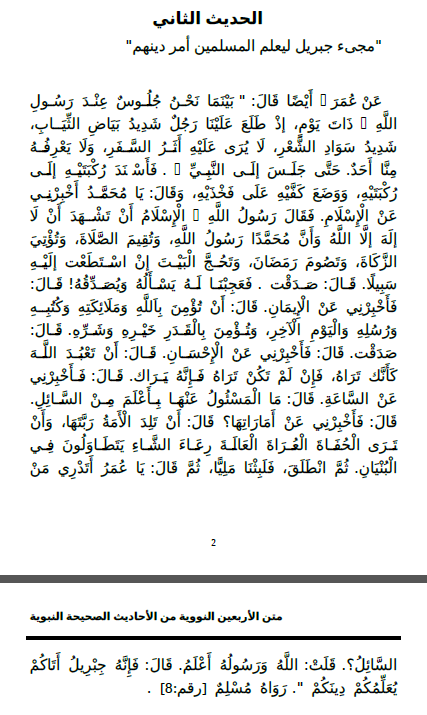 الحديث الثاني
"مجىء جبريل ليعلم المسلمين أمر دينهم"
عَنْ عُمَرَ أَيْضًا قَالَ: " بَيْنَمَا نَحْنُ جُلُوسٌ عِنْدَ رَسُولِ
اللَّهِ ذَاتَ يَوْمٍ، إذْ طَلَعَ عَلَيْنَا رَجُلٌ شَدِيدُ بَيَاضِ الثِّيَابِ،
شَدِيدُ سَوَادِ الشَّعْرِ، لَا يُرَى عَلَيْهِ أَثَرُ السَّفَرِ، وَلَا يَعْرِفُهُ
مِنَّا أَحَدٌ. حَتَّى جَلَسَ إلَى النَّبِيِّ . فَأَسْنَدَ رُكْبَتَيْهِ إلَى
رُكْبَتَيْهِ، وَوَضَعَ كَفَّيْهِ عَلَى فَخْذَيْهِ، وَقَالَ: يَا مُحَمَّدُ أَخْبِرْنِي
عَنْ الْإِسْلَامِ. فَقَالَ رَسُولُ اللَّهِ الْإِسْلَامُ أَنْ تَشْهَدَ أَنْ لَا
إلَهَ إلَّا اللَّهُ وَأَنَّ مُحَمَّدًا رَسُولُ اللَّهِ، وَتُقِيمَ الصَّلَاةَ، وَتُؤْتِيَ
الزَّكَاةَ، وَتَصُومَ رَمَضَانَ، وَتَحُجَّ الْبَيْتَ إنْ اسْتَطَعْت إلَيْهِ
سَبِيلًا. قَالَ: صَدَقْت . فَعَجِبْنَا لَهُ يَسْأَلُهُ وَيُصَدِّقُهُ! قَالَ:
فَأَخْبِرْنِي عَنْ الْإِيمَانِ. قَالَ: أَنْ تُؤْمِنَ بِاَللَّهِ وَمَلَائِكَتِهِ وَكُتُبِهِ
وَرُسُلِهِ وَالْيَوْمِ الْآخِرِ، وَتُؤْمِنَ بِالْقَدَرِ خَيْرِهِ وَشَرِّهِ. قَالَ:
صَدَقْت. قَالَ: فَأَخْبِرْنِي عَنْ الْإِحْسَانِ. قَالَ: أَنْ تَعْبُدَ اللَّهَ
كَأَنَّك تَرَاهُ، فَإِنْ لَمْ تَكُنْ تَرَاهُ فَإِنَّهُ يَرَاك. قَالَ: فَأَخْبِرْنِي
عَنْ السَّاعَةِ. قَالَ: مَا الْمَسْئُولُ عَنْهَا بِأَعْلَمَ مِنْ السَّائِلِ.
قَالَ: فَأَخْبِرْنِي عَنْ أَمَارَاتِهَا؟ قَالَ: أَنْ تَلِدَ الْأَمَةُ رَبَّتَهَا، وَأَنْ
تَرَى الْحُفَاةَ الْعُرَاةَ الْعَالَةَ رِعَاءَ الشَّاءِ يَتَطَاوَلُونَ فِي
الْبُنْيَانِ. ثُمَّ انْطَلَقَ، فَلَبِثْنَا مَلِيًّا، ثُمَّ قَالَ: يَا عُمَرُ أَتَدْرِي مَنْ
2
متن الأربعين النووية من الأحاديث الصحيحة النبوية
السَّائِلُ؟. قَلَتْ: اللَّهُ وَرَسُولُهُ أَعْلَمُ. قَالَ: فَإِنَّهُ جِبْرِيلُ أَتَاكُمْ
يُعَلِّمُكُمْ دِينَكُمْ ". رَوَاهُ مُسْلِمٌ [رقم:8] .